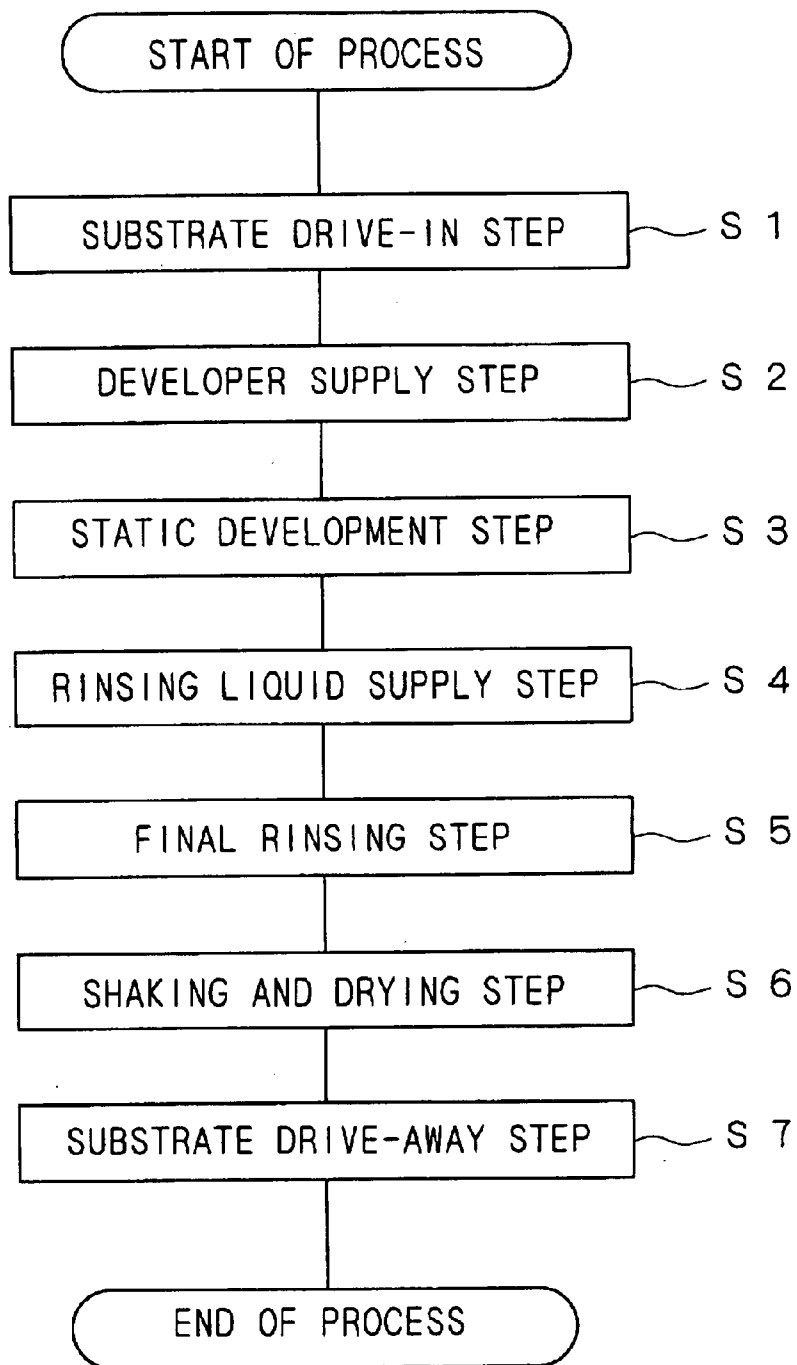 START OF PROCESS
SUBSTRATE DRIVE-IN STEP S 1
DEVELOPER SUPPLY STEP S 2
STATIC DEVELOPMENT STEP S 3
RINSING LIQUID SUPPLY STEP S 4
FINAL RINSING STEP S 5
SHAKING AND DRYING STEP S 6
SUBSTRATE DRIVE-AWAY STEP S 7
END OF PROCESS